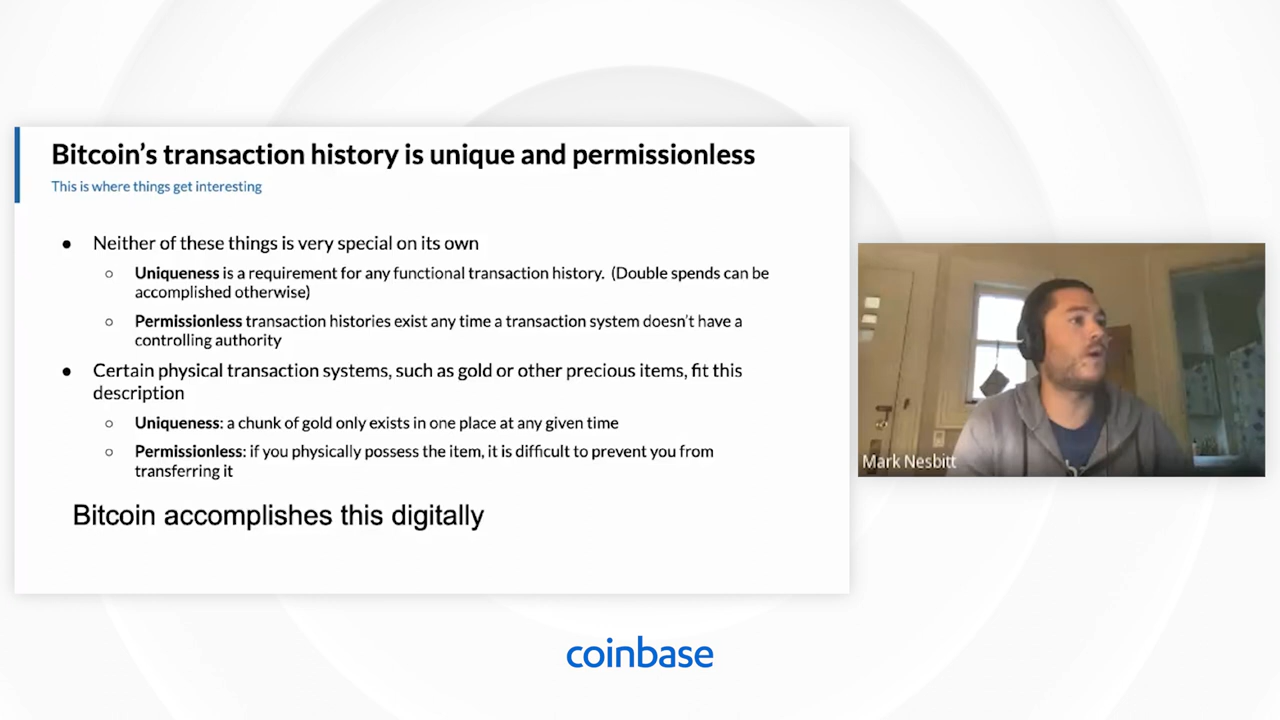 Bitcoin’s transaction history is unique and permissionless
This is where things get interesting
● Neither of these things is very special on its own
○ Uniqueness is a requirement for any functional transaction history. (Double spends can be
accomplished otherwise)
○ Permissionless transaction histories exist any time a transaction system doesn’t have a
controlling authority
● Certain physical transaction systems, such as gold or other precious items, fit this
description
○ Uniqueness: a chunk of gold only exists in one place at any given time
○ Permissionless: if you physically possess the item, it is difficult to prevent you from
transferring it
Bitcoin accomplishes this digitally
Mark Nesbitt
coinbase